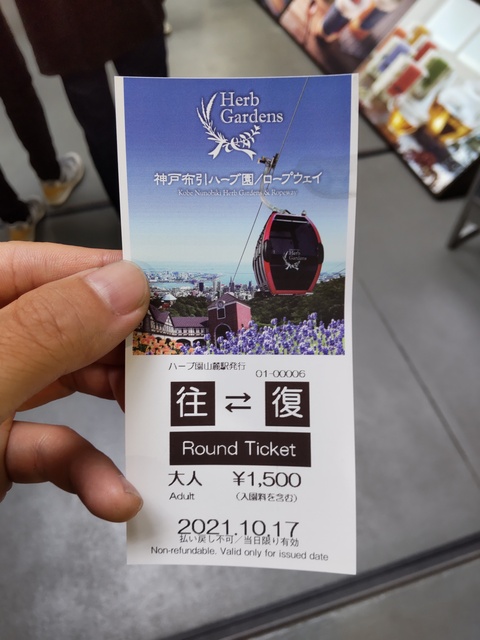 Herb
Gardens
神戸布引ハーブ園/ロープウェイ
Kobe Nunobiki Herb Gardens & Ropeway
Herb
Gardens
ハーブ園山麓駅発行
01-00006
往 ⇄ 復
Round Ticket
大人 ¥1,500
Adult (入園料を含む)
2021.10.17
払い戻し不可/当日限り有効
Non-refundable. Valid only for issued date